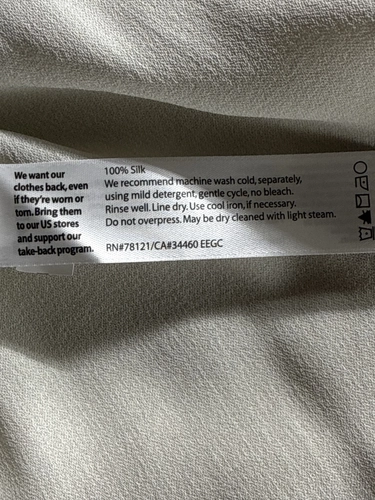 We want our
clothes back, even
if they're worn or
torn. Bring them
to our US stores
and support our
take-back program.
100% Silk
We recommend machine wash cold, separately,
using mild detergent, gentle cycle, no bleach.
Rinse well. Line dry. Use cool iron, if necessary.
Do not overpress. May be dry cleaned with light steam.
RN#78121/CA#34460 EEGC